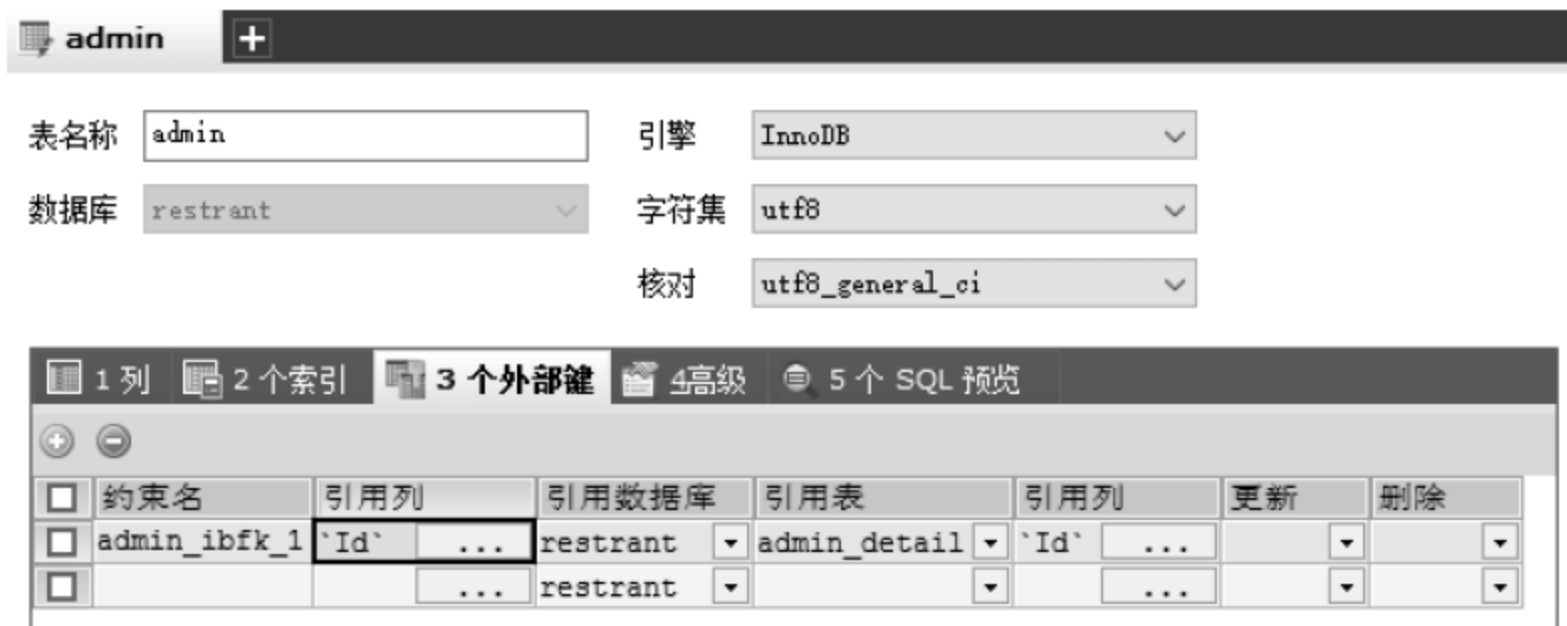 admin
表名称 admin 引擎 InnoDB
数据库 restrant 字符集 utf8
核对 utf8_general_ci
1 列 2 个索引 3 个外部键 4高级 5 个 SQL 预览
约束名 引用列 引用数据库 引用表 引用列 更新 删除
admin_ibfk_1 `Id` ... restrant admin_detail `Id` ...
... restrant ...